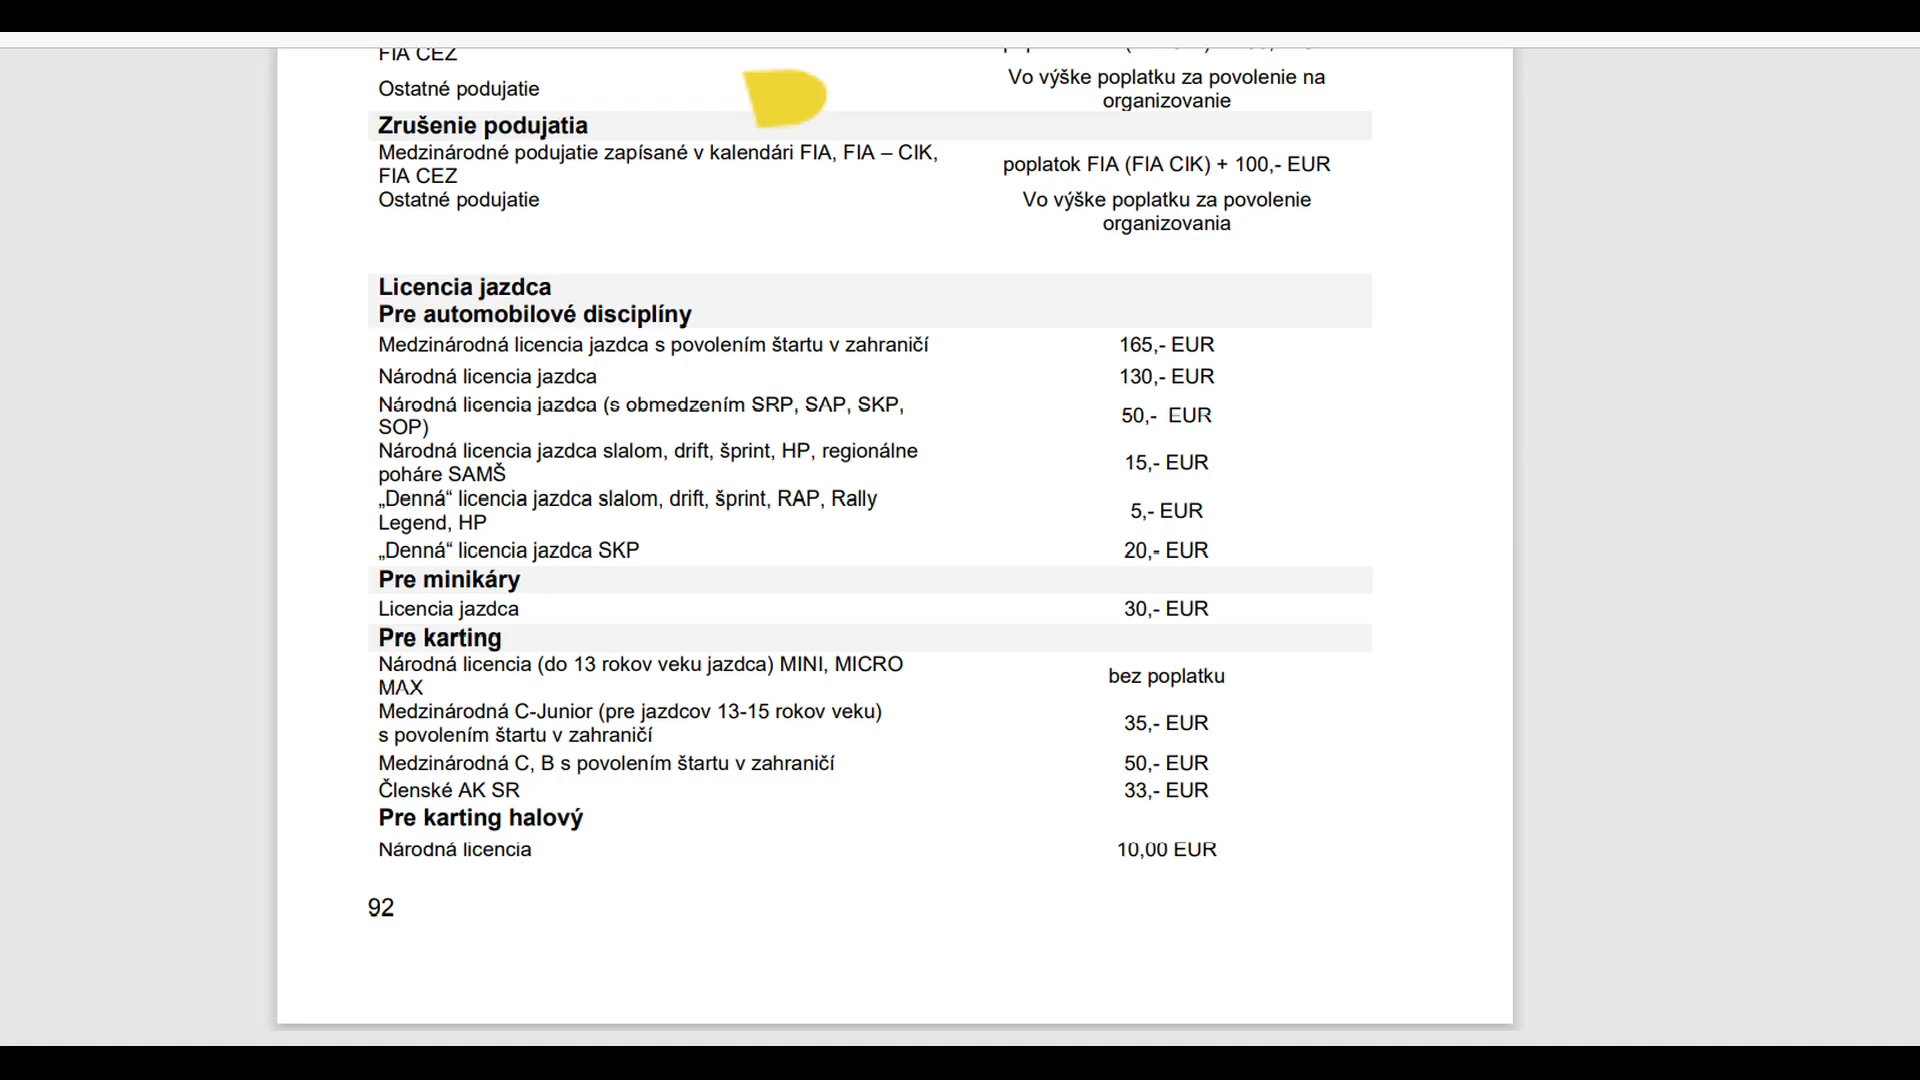 FIA CEZ
Ostatné podujatie
Vo výške poplatku za povolenie na
organizovanie
Zrušenie podujatia
Medzinárodné podujatie zapísané v kalendári FIA, FIA – CIK,
FIA CEZ
poplatok FIA (FIA CIK) + 100,- EUR
Ostatné podujatie
Vo výške poplatku za povolenie
organizovania
Licencia jazdca
Pre automobilové disciplíny
Medzinárodná licencia jazdca s povolením štartu v zahraničí
165,- EUR
Národná licencia jazdca
130,- EUR
Národná licencia jazdca (s obmedzením SRP, SAP, SKP,
SOP)
50,- EUR
Národná licencia jazdca slalom, drift, šprint, HP, regionálne
poháre SAMŠ
15,- EUR
„Denná“ licencia jazdca slalom, drift, šprint, RAP, Rally
Legend, HP
5,- EUR
„Denná“ licencia jazdca SKP
20,- EUR
Pre minikáry
Licencia jazdca
30,- EUR
Pre karting
Národná licencia (do 13 rokov veku jazdca) MINI, MICRO
MAX
bez poplatku
Medzinárodná C-Junior (pre jazdcov 13-15 rokov veku)
s povolením štartu v zahraničí
35,- EUR
Medzinárodná C, B s povolením štartu v zahraničí
50,- EUR
Členské AK SR
33,- EUR
Pre karting halový
Národná licencia
10,00 EUR
92